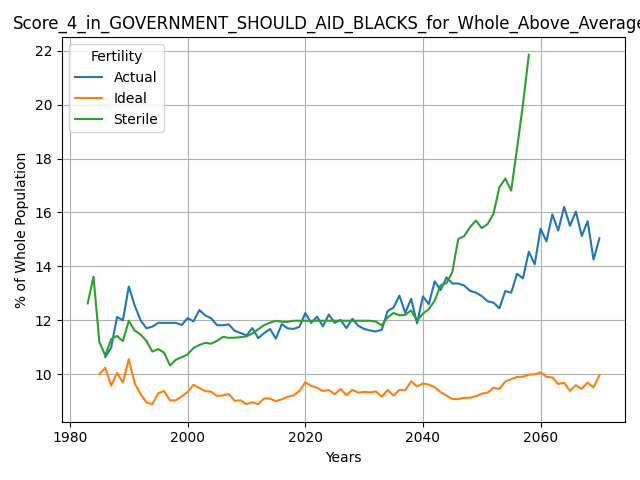 Score_4_in_GOVERNMENT_SHOULD_AID_BLACKS_for_Whole_Above_Average
Fertility
Actual
Ideal
Sterile
% of Whole Population
22
20
18
16
14
12
10
1980
2000
2020
2040
2060
Years